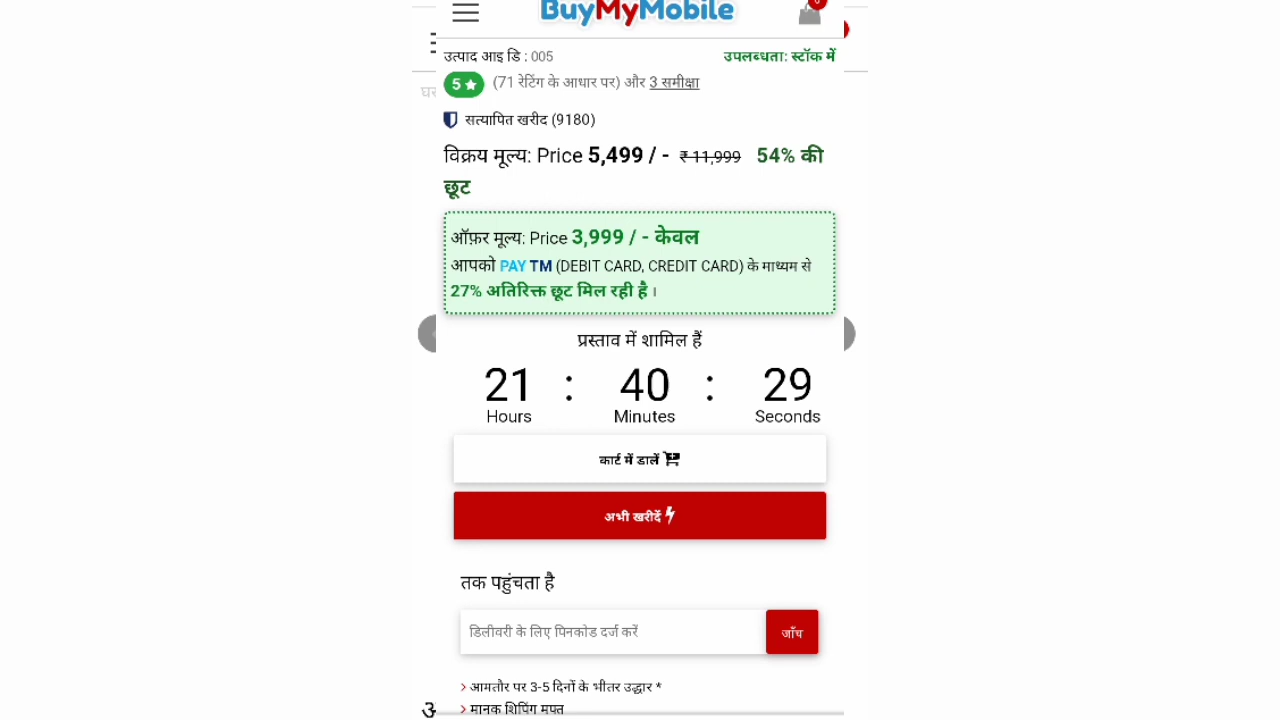 BuyMyMobile
उत्पाद आइ डि : 005
उपलब्धता: स्टॉक में
5 ★ (71 रेटिंग के आधार पर) और 3 समीक्षा
सत्यापित खरीद (9180)
विक्रय मूल्य: Price 5,499 / - ₹ 11,999 54% की
छूट
ऑफ़र मूल्य: Price 3,999 / - केवल
आपको PAY TM (DEBIT CARD, CREDIT CARD) के माध्यम से
27% अतिरिक्त छूट मिल रही है ।
प्रस्ताव में शामिल हैं
21 : 40 : 29
Hours Minutes Seconds
कार्ट में डालें
अभी खरीदें
तक पहुंचता है
डिलीवरी के लिए पिनकोड दर्ज करें
जाँच
> आमतौर पर 3-5 दिनों के भीतर उद्धार *
> मानक शिपिंग मुफ्त